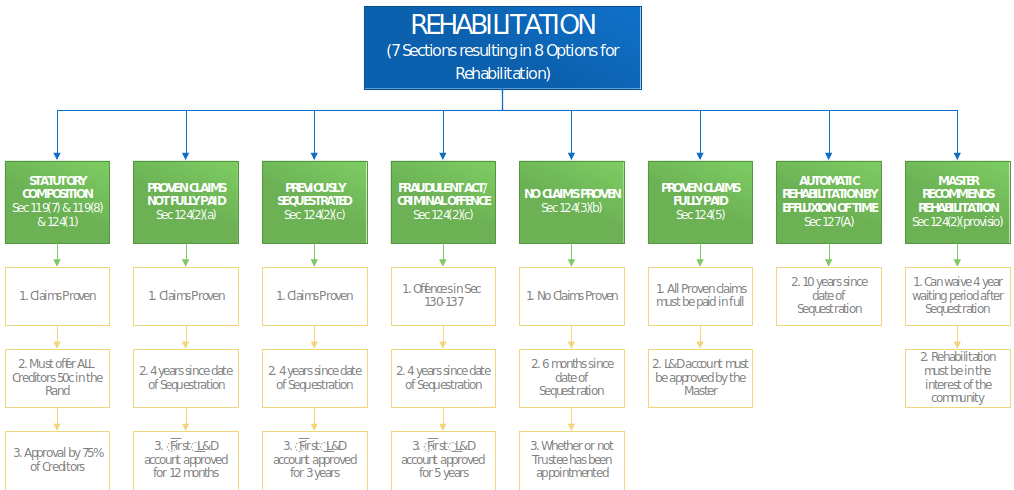 REHABILITATION
(7 Sections resulting in 8 Options for
Rehabilitation)
STATUTORY
COMPOSITION
Sec 119(7) & 119(8)
& 124(1)
1. Claims Proven
2. Must offer ALL
Creditors 50c in the
Rand
3. Approval by 75%
of Creditors
PROVEN CLAIMS
NOT FULLY PAID
Sec 124(2)(a)
1. Claims Proven
2. 4 years since date
of Sequestration
3. First L&D
account approved
for 12 months
PREVIOUSLY
SEQUESTRATED
Sec 124(2)(c)
1. Claims Proven
2. 4 years since date
of Sequestration
3. First L&D
account approved
for 3 years
FRAUDULENT ACT/
CRIMINAL OFFENCE
Sec 124(2)(c)
1. Offences in Sec
130-137
2. 4 years since date
of Sequestration
3. First L&D
account approved
for 5 years
NO CLAIMS PROVEN
Sec 124(3)(b)
1. No Claims Proven
2. 6 months since
date of
Sequestration
3. Whether or not
Trustee has been
appointmented
PROVEN CLAIMS
FULLY PAID
Sec 124(5)
1. All Proven claims
must be paid in full
2. L&D account must
be approved by the
Master
AUTOMATIC
REHABILITATION BY
EFFLUXION OF TIME
Sec 127(A)
2. 10 years since
date of
Sequestration
MASTER
RECOMMENDS
REHABILITATION
Sec 124(2)(provisio)
1. Can waive 4 year
waiting period after
Sequestration
2. Rehabilitation
must be in the
interest of the
community